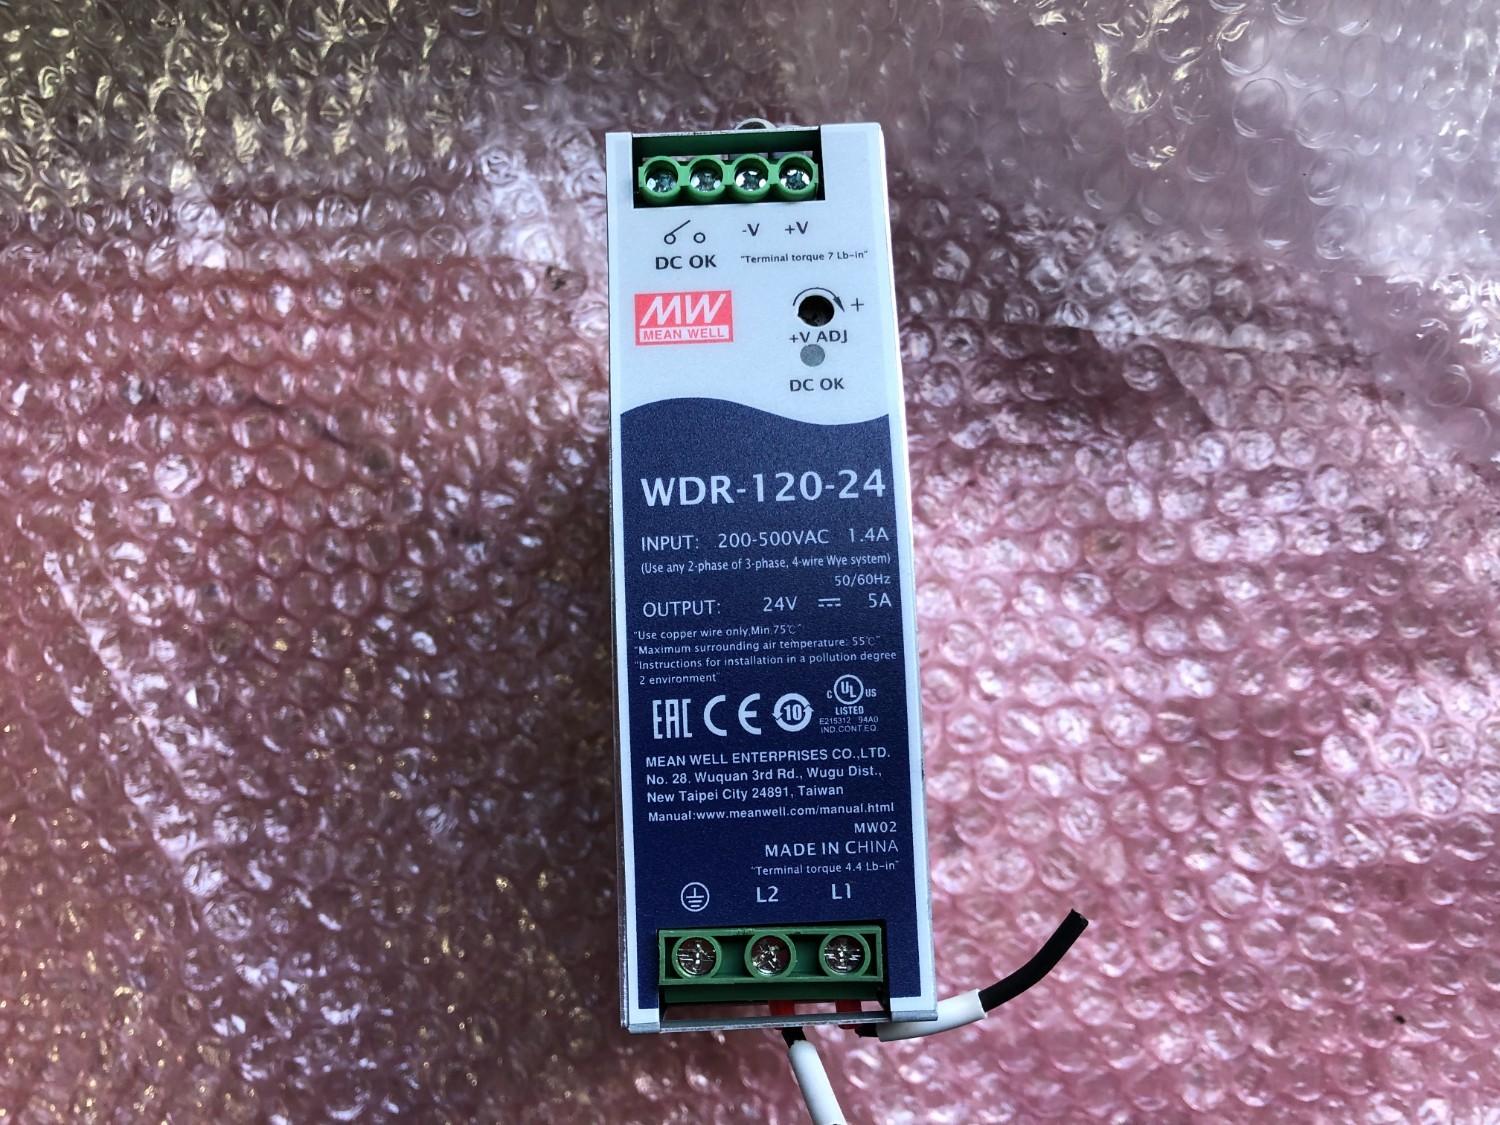 -V +V
DC OK "Terminal torque 7 Lb-in"
MW
MEAN WELL
+
+V ADJ
DC OK
WDR-120-24
INPUT: 200-500VAC 1.4A
(Use any 2-phase of 3-phase, 4-wire Wye system)
50/60Hz
OUTPUT: 24V 5A
"Use copper wire only,Min.75℃"
"Maximum surrounding air temperature: 55℃"
"Instructions for installation in a pollution degree
2 environment"
EAC CE 10 C UL US
LISTED
E215312 94A0
IND.CONT.EQ.
MEAN WELL ENTERPRISES CO.,LTD.
No. 28, Wuquan 3rd Rd., Wugu Dist.,
New Taipei City 24891, Taiwan
Manual:www.meanwell.com/manual.html
MW02
MADE IN CHINA
"Terminal torque 4.4 Lb-in"
L2 L1